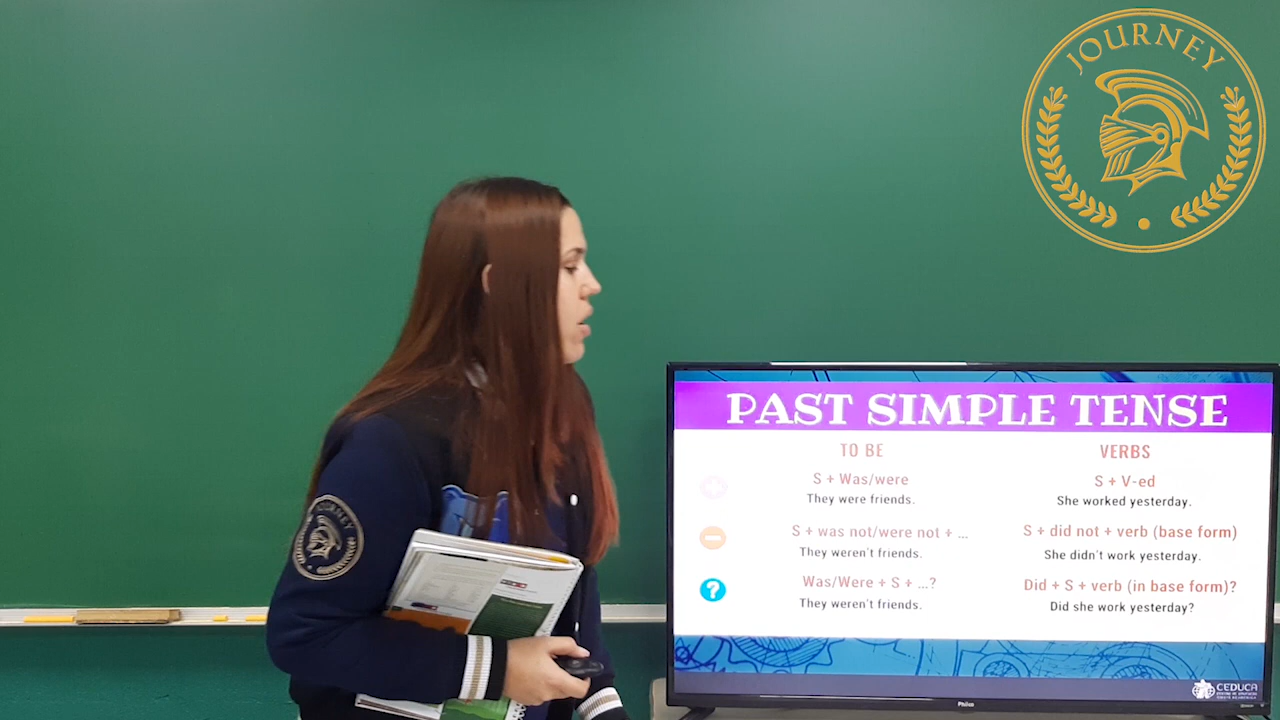 JOURNEY
JOURNEY
PAST SIMPLE TENSE
TO BE
S + Was/were
They were friends.
S + was not/were not + ...
They weren't friends.
Was/Were + S + ...?
They weren't friends.
VERBS
S + V-ed
She worked yesterday.
S + did not + verb (base form)
She didn't work yesterday.
Did + S + verb (in base form)?
Did she work yesterday?
CEDUCA
Philco